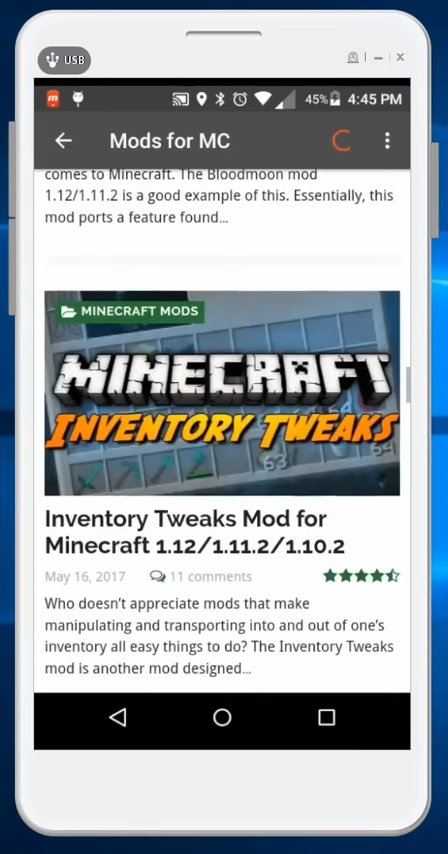 USB
45% 4:45 PM
Mods for MC
comes to Minecraft. The Bloodmoon mod
1.12/1.11.2 is a good example of this. Essentially, this
mod ports a feature found...
MINECRAFT MODS
MINECRAFT
INVENTORY TWEAKS
63
64
Inventory Tweaks Mod for
Minecraft 1.12/1.11.2/1.10.2
May 16, 2017 11 comments
Who doesn’t appreciate mods that make
manipulating and transporting into and out of one’s
inventory all easy things to do? The Inventory Tweaks
mod is another mod designed...